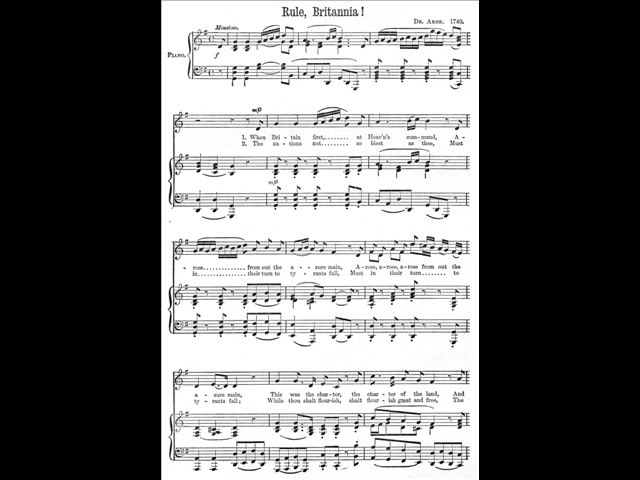 Rule, Britannia!
Dr. Arne. 1740.
Maestoso.
Piano.
f
mf
1. When Bri - tain first,........ at Heav'n's com - mand, A -
2. The na - tions not........ so blest as thee, Must
mf
- rose............ from out the a - zure main, A-rose, a-rose, a-rose from out the
in............ their turn to ty - rants fall, Must in their turn........ to
a - zure main, This was the char-ter, the char- ter of the land, And
ty - rants fall; While thou shalt flour-ish, shalt flour - ish great and free, The